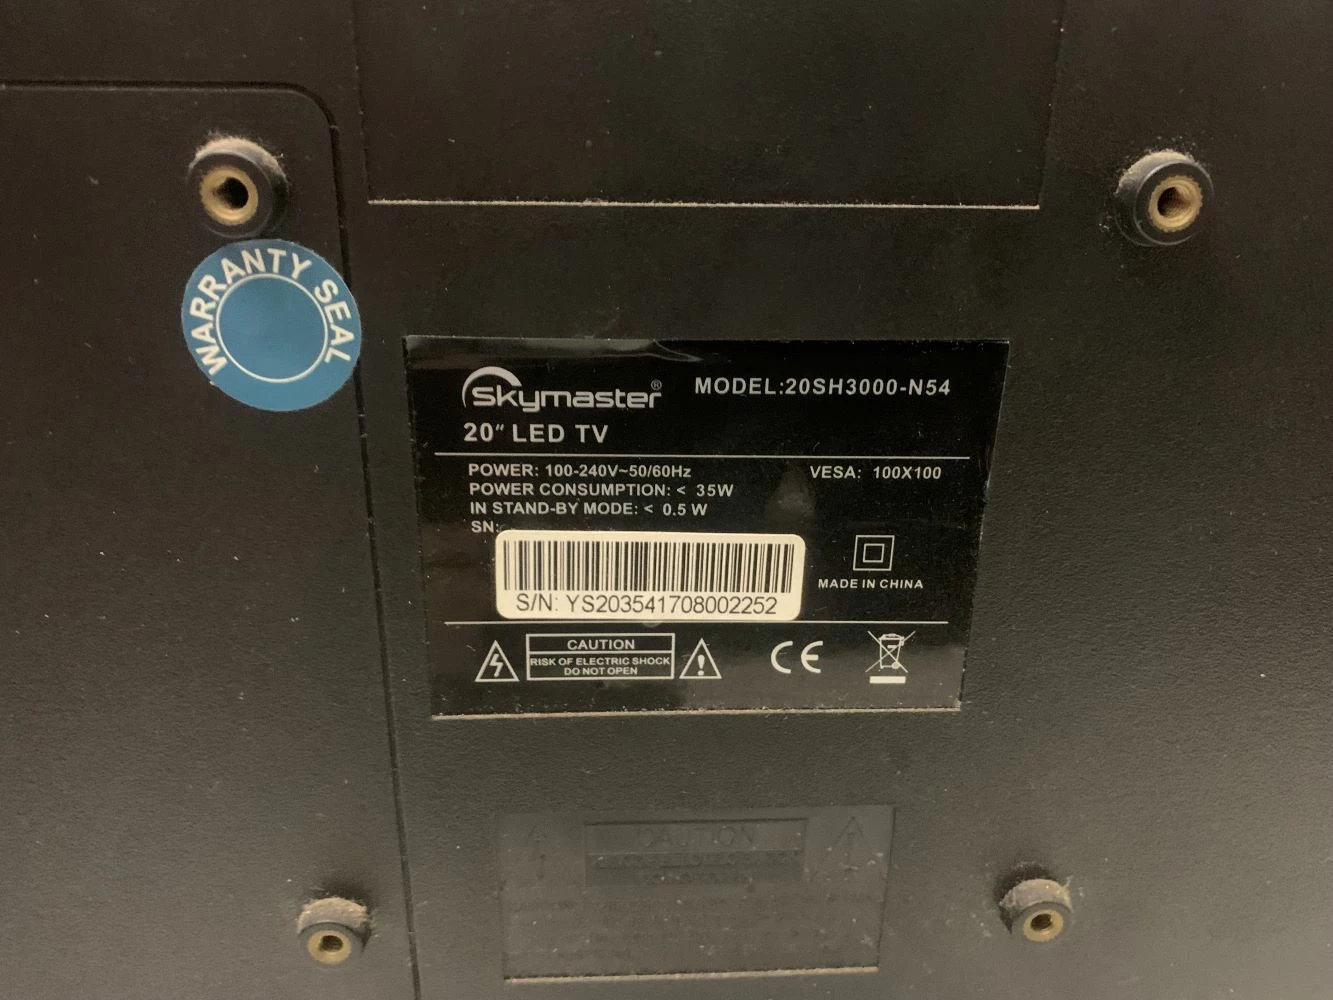 WARRANTY SEAL
Skymaster®
MODEL:20SH3000-N54
20" LED TV
POWER: 100-240V~50/60Hz
VESA: 100X100
POWER CONSUMPTION: < 35W
IN STAND-BY MODE: < 0.5 W
SN:
S/N: YS203541708002252
MADE IN CHINA
CAUTION
RISK OF ELECTRIC SHOCK
DO NOT OPEN
CE
CAUTION